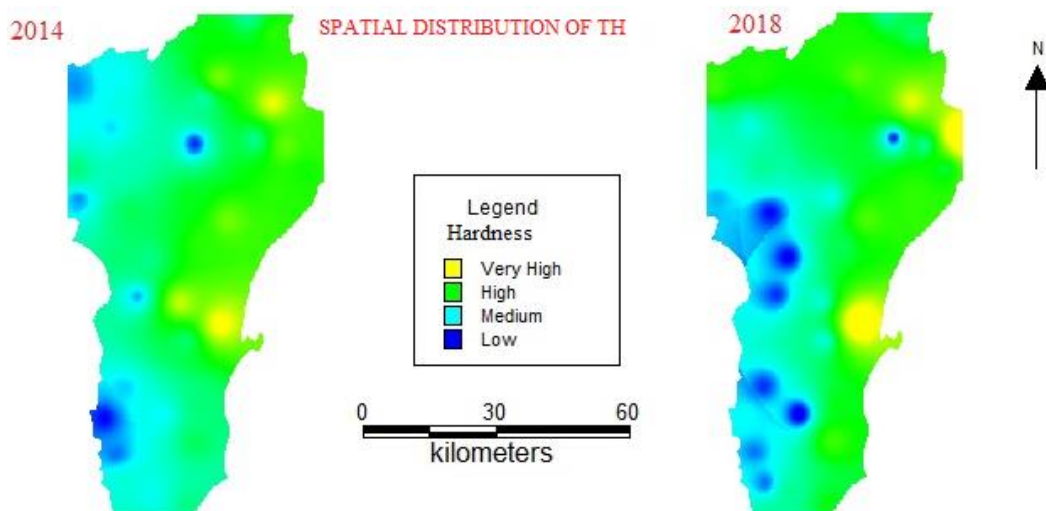 2014
SPATIAL DISTRIBUTION OF TH
2018
N
Legend
Hardness
Very High
High
Medium
Low
0 30 60
kilometers